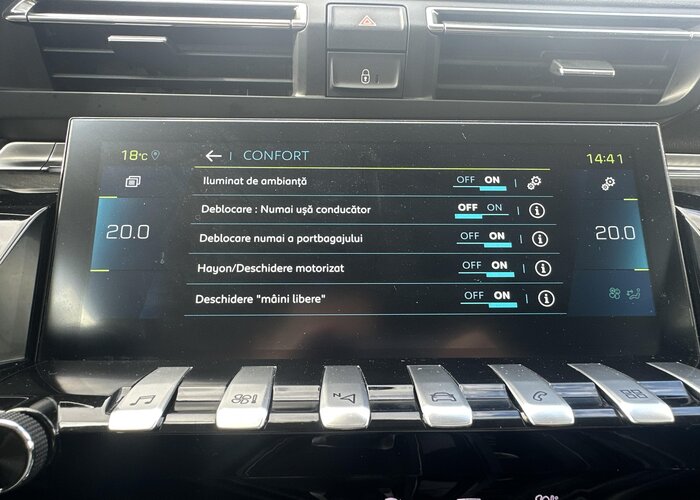 18°C
← | CONFORT
14:41
Iluminat de ambianță OFF ON
Deblocare : Numai ușă conducător OFF ON
20.0
Deblocare numai a portbagajului OFF ON
20.0
Hayon/Deschidere motorizat OFF ON
Deschidere "mâini libere" OFF ON
N